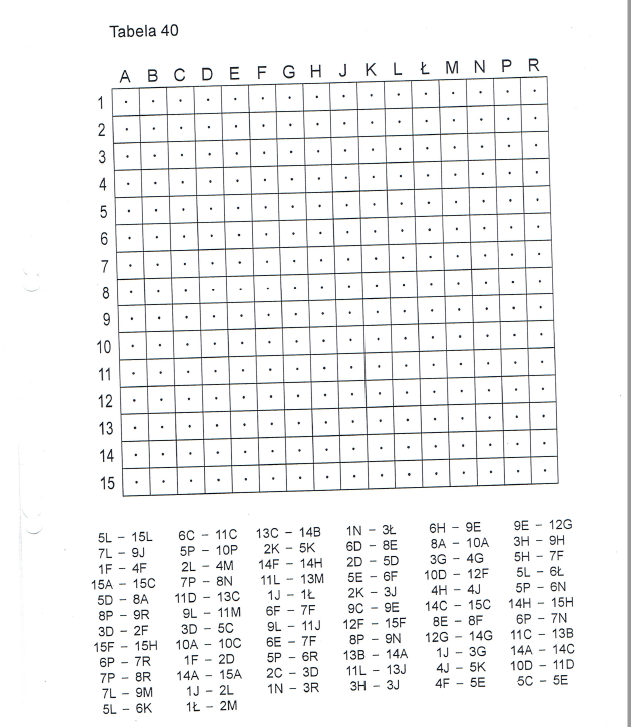 Tabela 40
A B C D E F G H J K L Ł M N P R
1
2
3
4
5
6
7
8
9
10
11
12
13
14
15
5L – 15L 6C – 11C 13C – 14B 1N – 3Ł 6H – 9E 9E – 12G
7L – 9J 5P – 10P 2K – 5K 6D – 8E 8A – 10A 3H – 9H
1F – 4F 2L – 4M 14F – 14H 2D – 5D 3G – 4G 5H – 7F
15A – 15C 7P – 8N 11L – 13M 5E – 6F 10D – 12F 5L – 6Ł
5D – 8A 11D – 13C 1J – 1Ł 2K – 3J 4H – 4J 5P – 6N
8P – 9R 9L – 11M 6F – 7F 9C – 9E 14C – 15C 14H – 15H
3D – 2F 3D – 5C 9L – 11J 12F – 15F 8E – 8F 6P – 7N
15F – 15H 10A – 10C 6E – 7F 8P – 9N 12G – 14G 11C – 13B
6P – 7R 1F – 2D 5P – 6R 13B – 14A 1J – 3G 14A – 14C
7P – 8R 14A – 15A 2C – 3D 11L – 13J 4J – 5K 10D – 11D
7L – 9M 1J – 2L 1N – 3R 3H – 3J 4F – 5E 5C – 5E
5L – 6K 1Ł – 2M